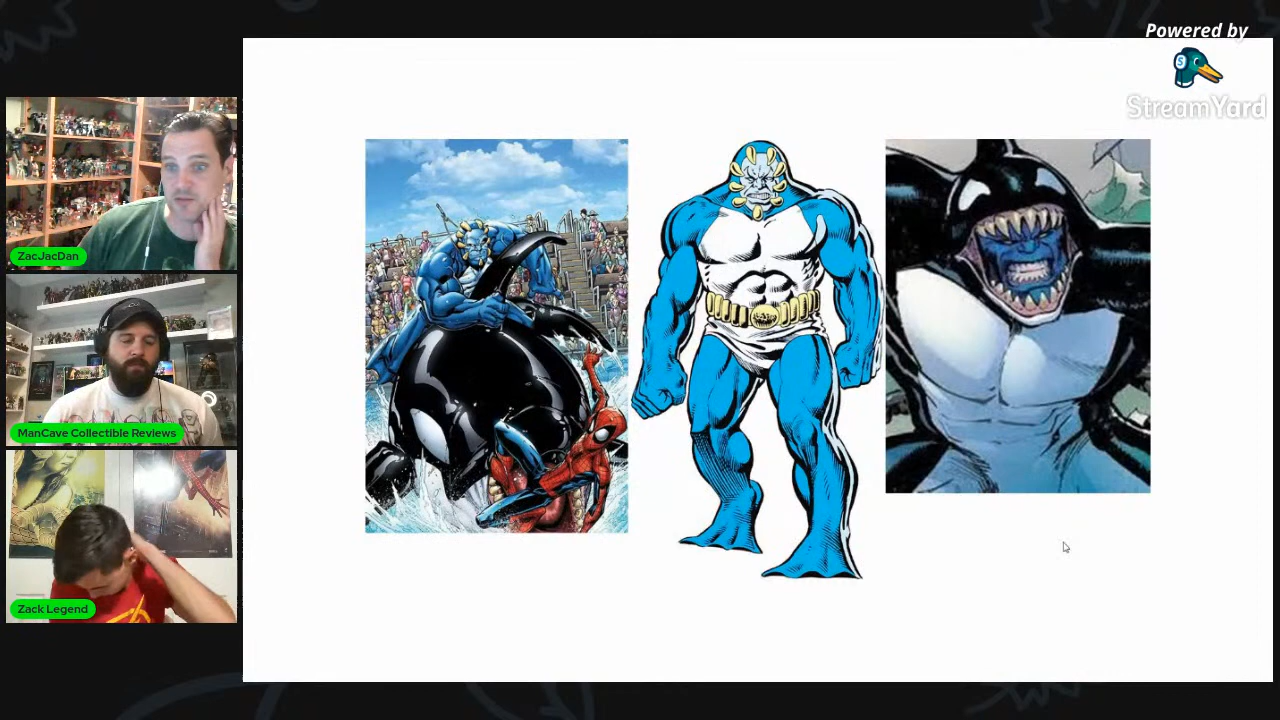 Powered by
StreamYard
ZacJacDan
ManCave Collectible Reviews
Zack Legend